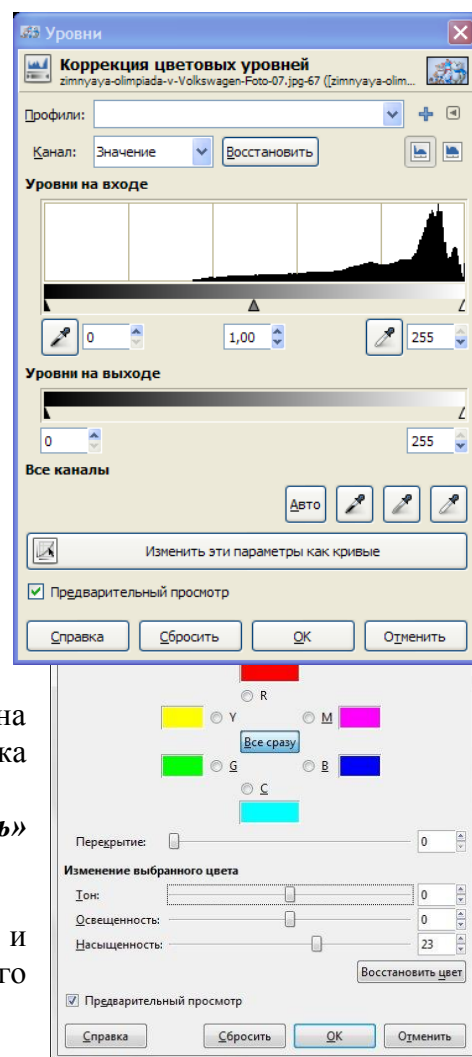 Уровни
Коррекция цветовых уровней
zimnyaya-olimpiada-v-Volkswagen-Foto-07.jpg-67 ([zimnyaya-olim...
Профили:
Канал: Значение Восстановить
Уровни на входе
0 1,00 255
Уровни на выходе
0 255
Все каналы
Авто
Изменить эти параметры как кривые
Предварительный просмотр
Справка Сбросить OK Отменить
R
на
Y M
Все сразу
ка
G B
C
ь»
Перекрытие: 0
Изменение выбранного цвета
Тон: 0
Освещенность: 0
и
Насыщенность: 23
го
Восстановить цвет
Предварительный просмотр
Справка Сбросить OK Отменить